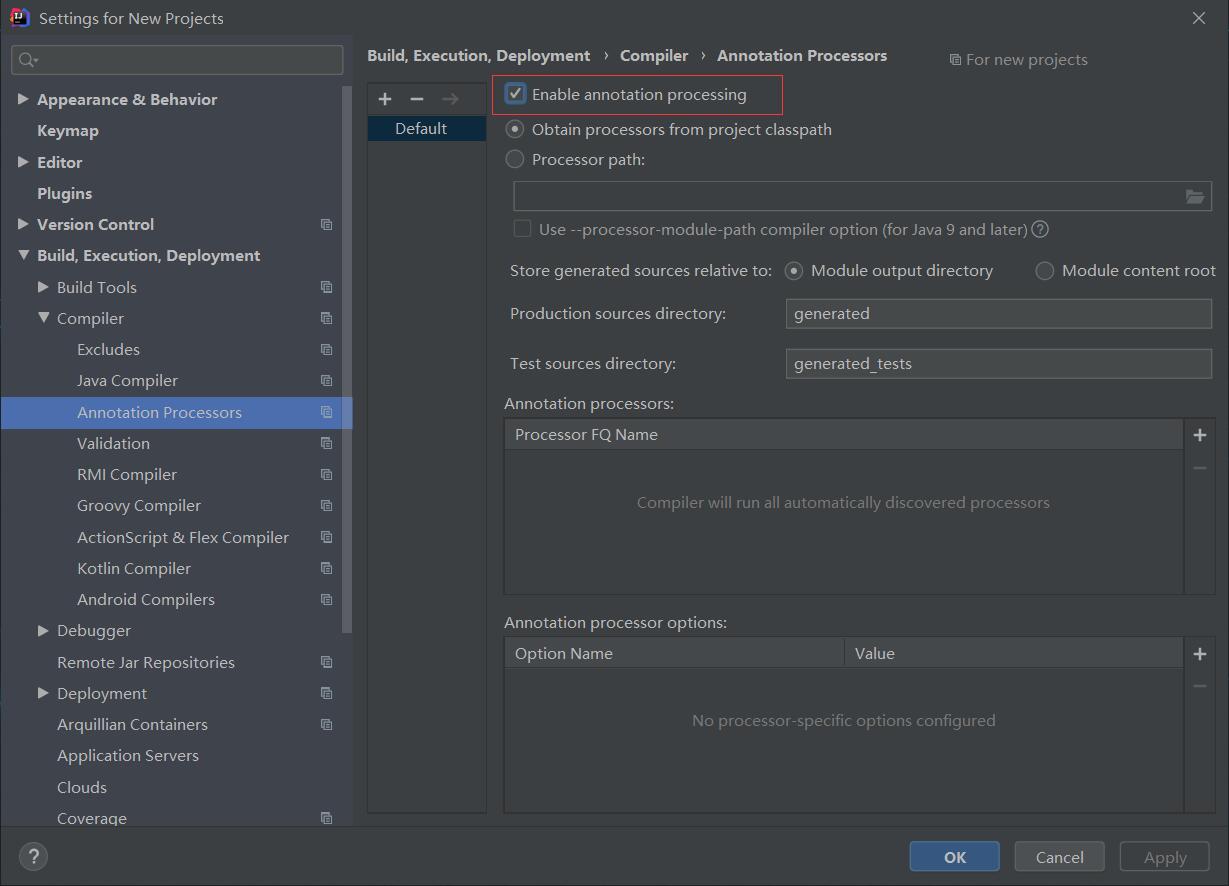 Settings for New Projects
Build, Execution, Deployment › Compiler › Annotation Processors
For new projects
Appearance & Behavior
Keymap
Editor
Plugins
Version Control
Build, Execution, Deployment
Build Tools
Compiler
Excludes
Java Compiler
Annotation Processors
Validation
RMI Compiler
Groovy Compiler
ActionScript & Flex Compiler
Kotlin Compiler
Android Compilers
Debugger
Remote Jar Repositories
Deployment
Arquillian Containers
Application Servers
Clouds
Coverage
Default
Enable annotation processing
Obtain processors from project classpath
Processor path:
Use --processor-module-path compiler option (for Java 9 and later) ?
Store generated sources relative to: Module output directory Module content root
Production sources directory: generated
Test sources directory: generated_tests
Annotation processors:
Processor FQ Name
Compiler will run all automatically discovered processors
Annotation processor options:
Option Name Value
No processor-specific options configured
? OK Cancel Apply